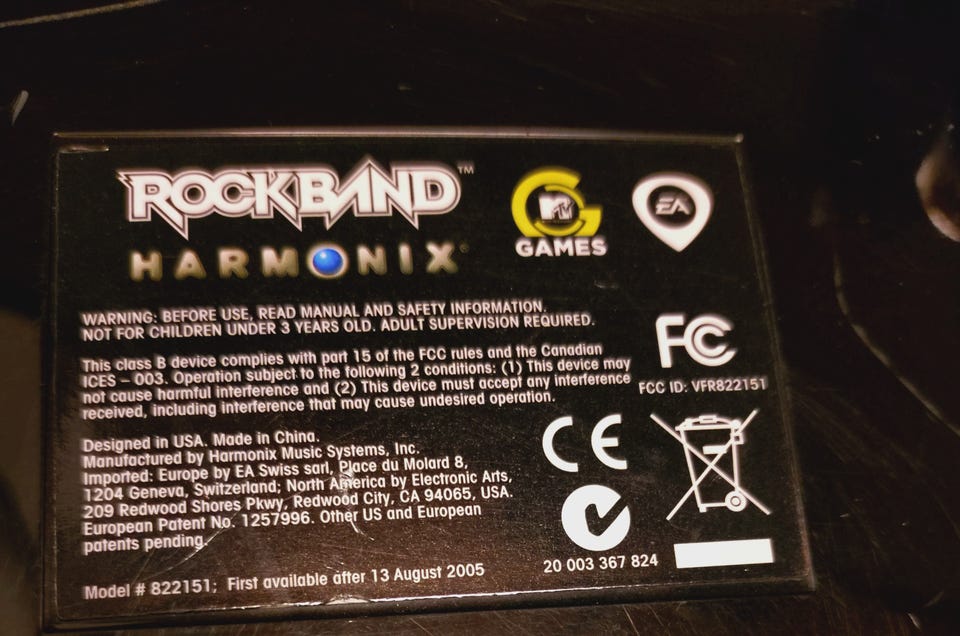 ROCKBAND™
HARMONIX®
MTV
GAMES
EA
WARNING: BEFORE USE, READ MANUAL AND SAFETY INFORMATION.
NOT FOR CHILDREN UNDER 3 YEARS OLD. ADULT SUPERVISION REQUIRED.
This class B device complies with part 15 of the FCC rules and the Canadian
ICES – 003. Operation subject to the following 2 conditions: (1) This device may
not cause harmful interference and (2) This device must accept any interference
received, including interference that may cause undesired operation.
FC
FCC ID: VFR822151
Designed in USA. Made in China.
Manufactured by Harmonix Music Systems, Inc.
Imported: Europe by EA Swiss sarl, Place du Molard 8,
1204 Geneva, Switzerland; North America by Electronic Arts,
209 Redwood Shores Pkwy, Redwood City, CA 94065, USA.
European Patent No. 1257996. Other US and European
patents pending.
CE
20 003 367 824
Model # 822151; First available after 13 August 2005